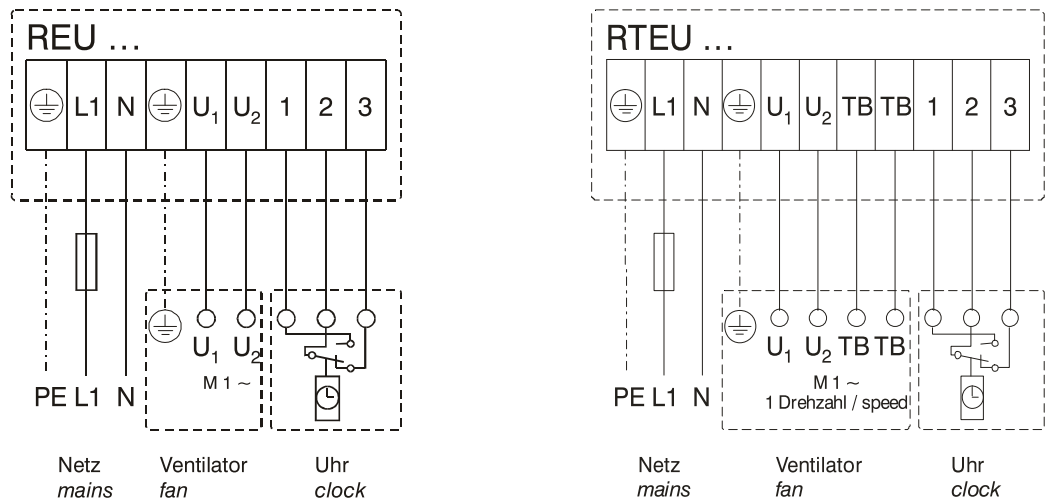 REU ...
L1 N U1 U2 1 2 3
U1 U2
M 1 ~
PE L1 N
Netz
mains
Ventilator
fan
Uhr
clock
RTEU ...
L1 N U1 U2 TB TB 1 2 3
U1 U2 TB TB
M 1 ~
1 Drehzahl / speed
PE L1 N
Netz
mains
Ventilator
fan
Uhr
clock